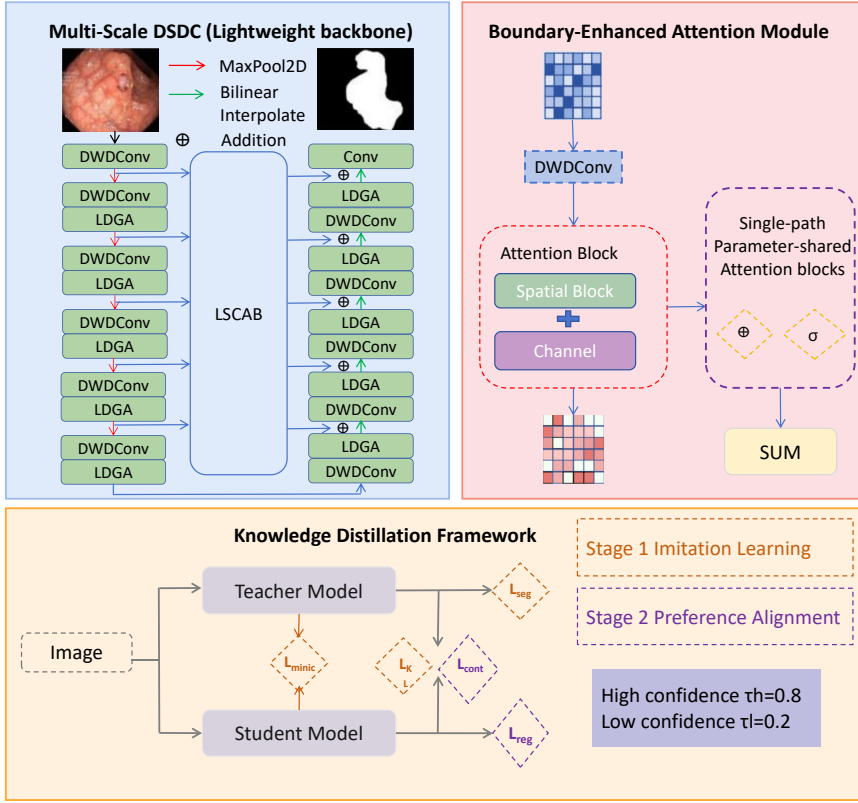 Multi-Scale DSDC (Lightweight backbone)
MaxPool2D
Bilinear
Interpolate
⊕ Addition
DWDConv
DWDConv
LDGA
DWDConv
LDGA
DWDConv
LDGA
DWDConv
LDGA
DWDConv
LDGA
LSCAB
Conv
⊕
LDGA
DWDConv
⊕
LDGA
DWDConv
⊕
LDGA
DWDConv
⊕
LDGA
DWDConv
⊕
LDGA
DWDConv
Boundary-Enhanced Attention Module
DWDConv
Attention Block
Spatial Block
Channel
Single-path
Parameter-shared
Attention blocks
⊕
σ
SUM
Knowledge Distillation Framework
Image
Teacher Model
Student Model
Lminic
LK
L
Lcont
Lseg
Lreg
Stage 1 Imitation Learning
Stage 2 Preference Alignment
High confidence τh=0.8
Low confidence τl=0.2